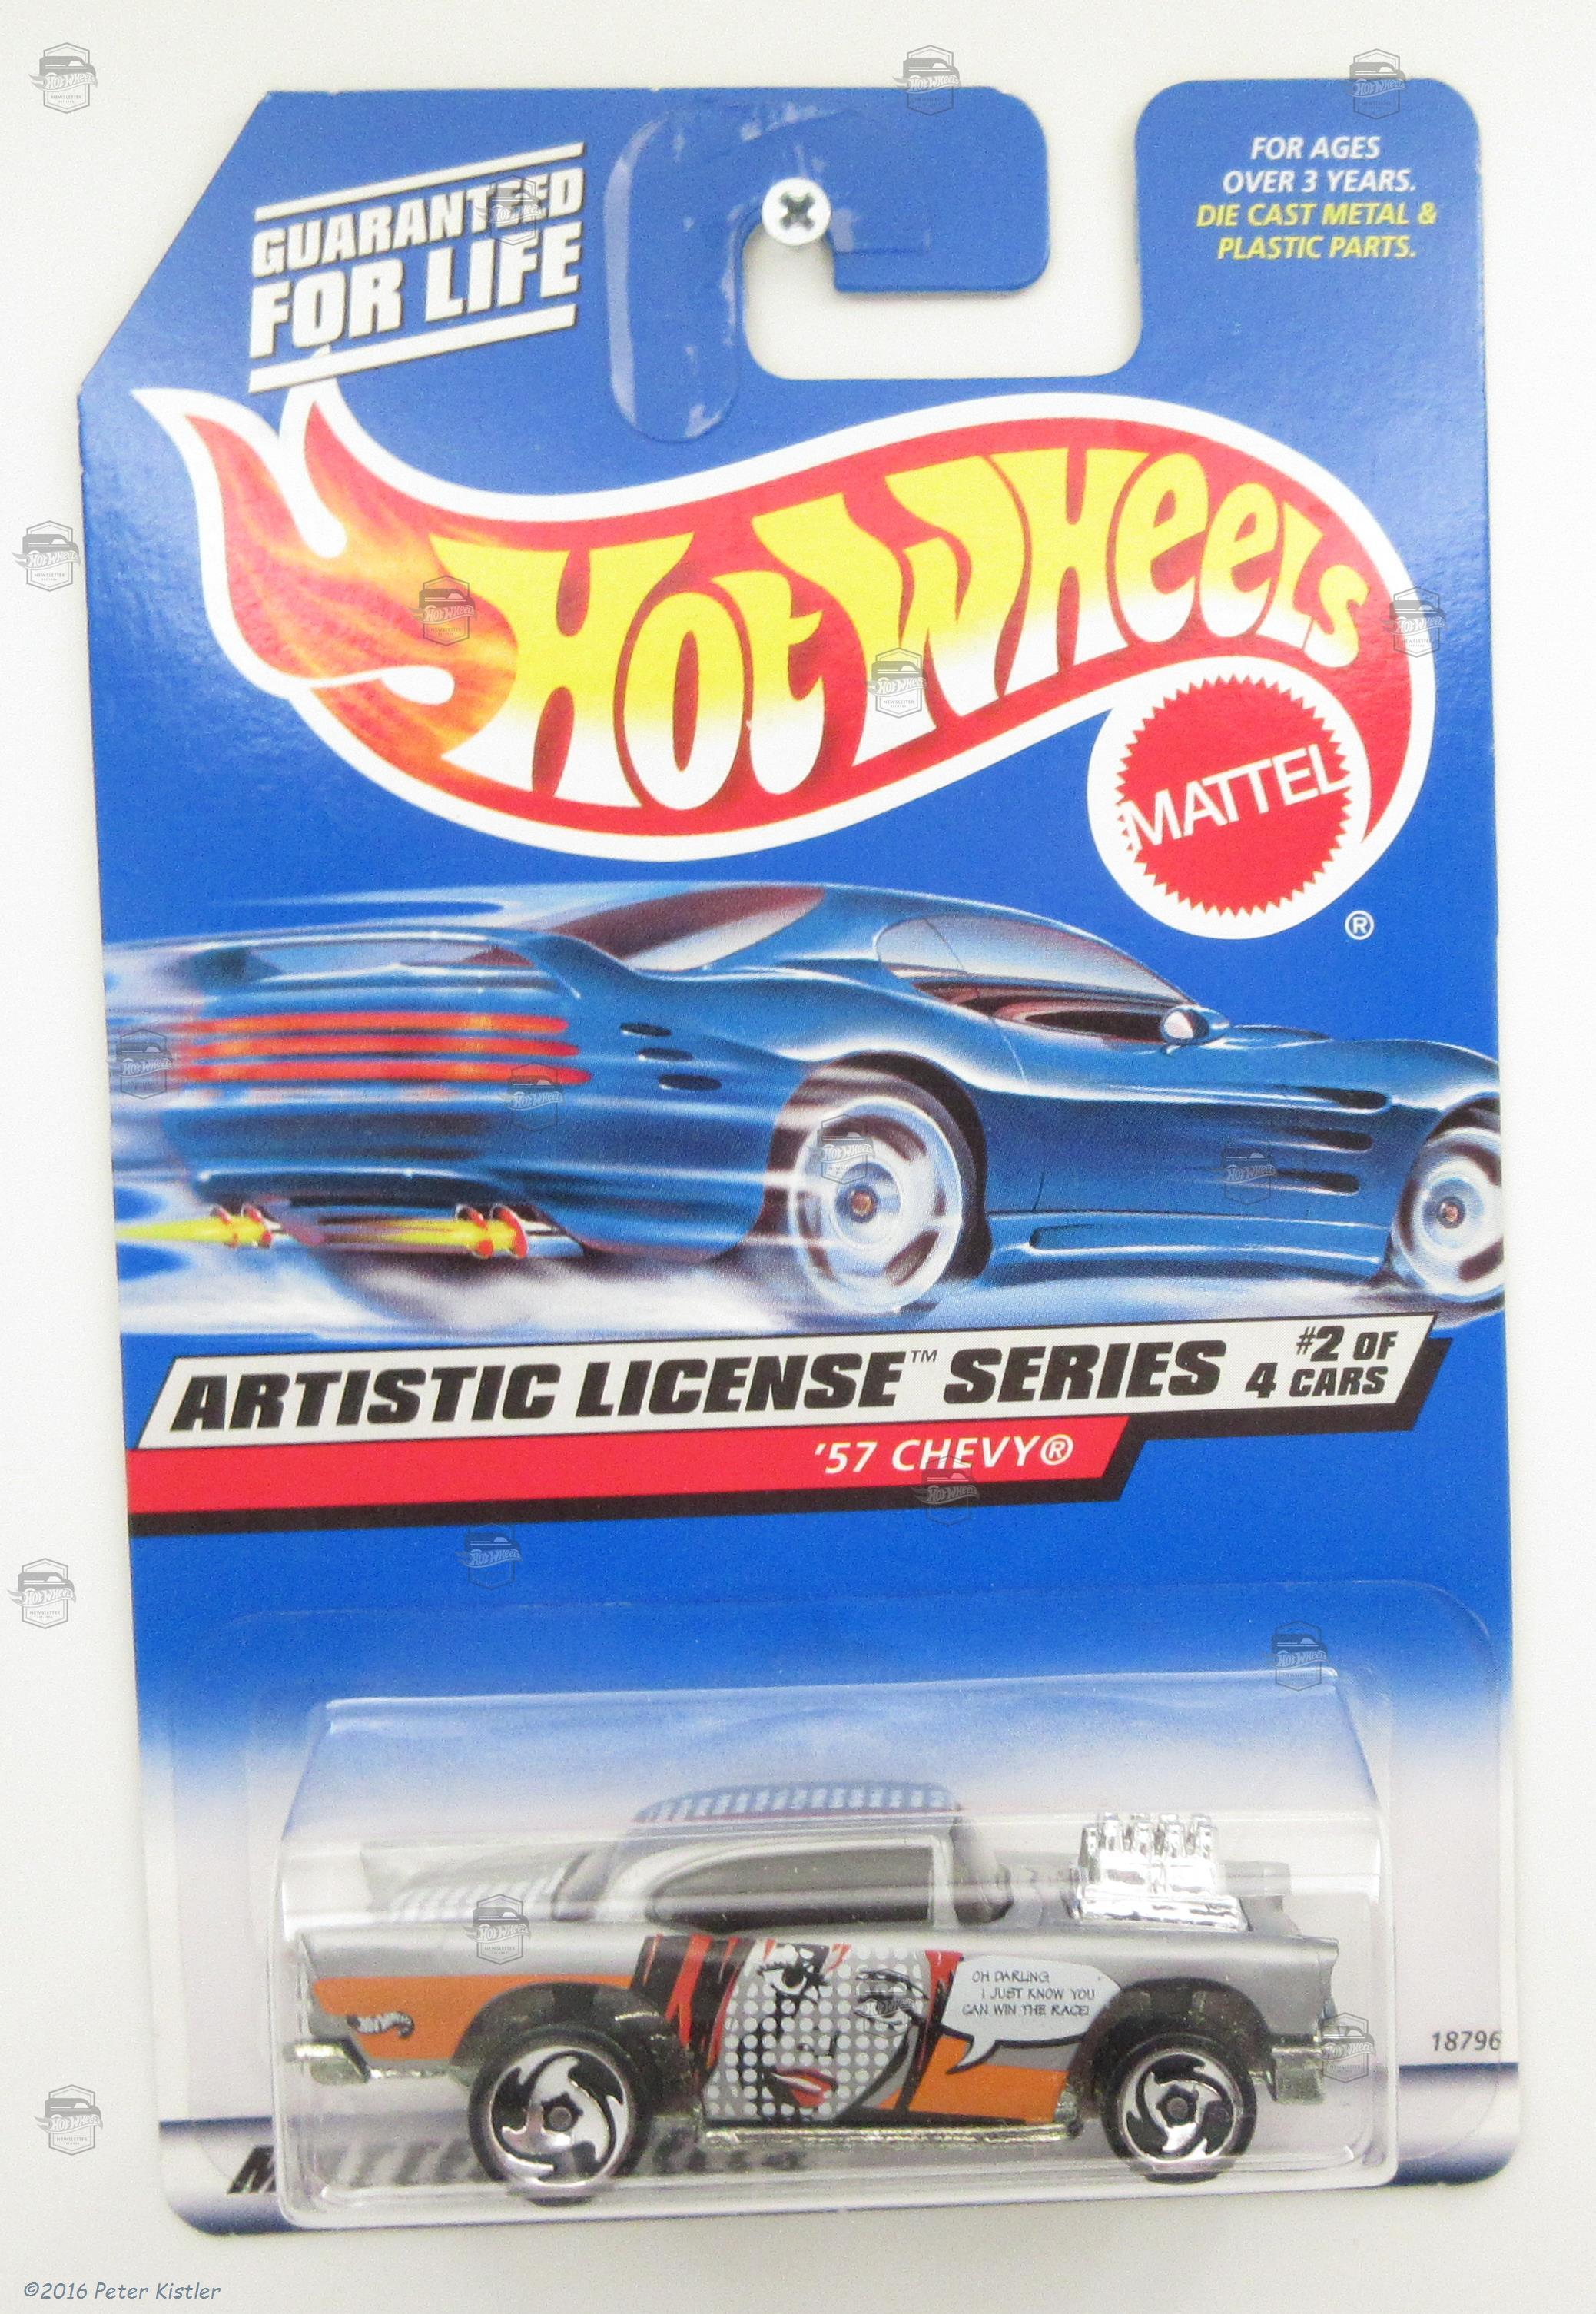 GUARANTEED
FOR LIFE
FOR AGES
OVER 3 YEARS.
DIE CAST METAL &
PLASTIC PARTS.
HOT WHEELS
MATTEL
®
ARTISTIC LICENSE™ SERIES
#2 OF
4 CARS
'57 CHEVY®
OH DARLING
I JUST KNOW YOU
CAN WIN THE RACE!
18796
©2016 Peter Kistler